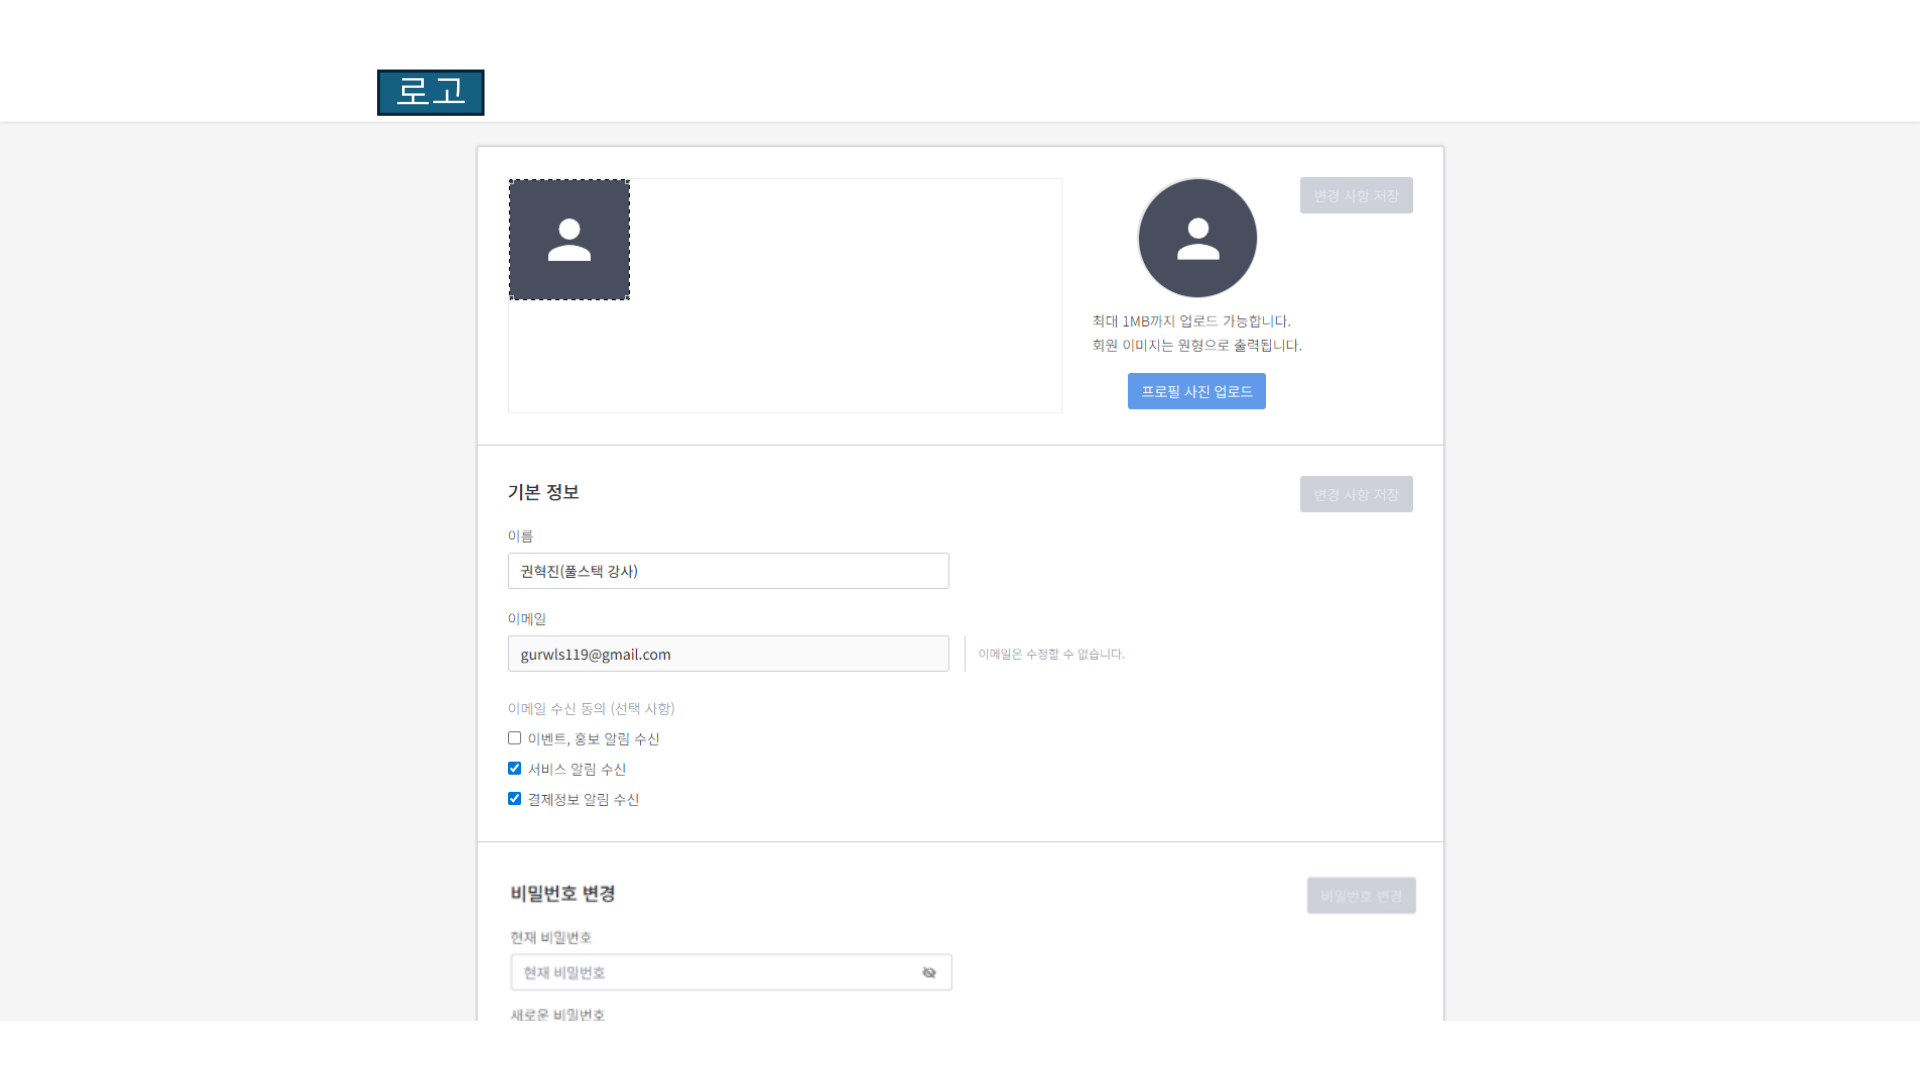 로고
변경 사항 저장
최대 1MB까지 업로드 가능합니다.
회원 이미지는 원형으로 출력됩니다.
프로필 사진 업로드
기본 정보
변경 사항 저장
이름
권혁진(풀스택 강사)
이메일
gurwls119@gmail.com
이메일은 수정할 수 없습니다.
이메일 수신 동의 (선택 사항)
이벤트, 홍보 알림 수신
서비스 알림 수신
결제정보 알림 수신
비밀번호 변경
비밀번호 변경
현재 비밀번호
현재 비밀번호
새로운 비밀번호